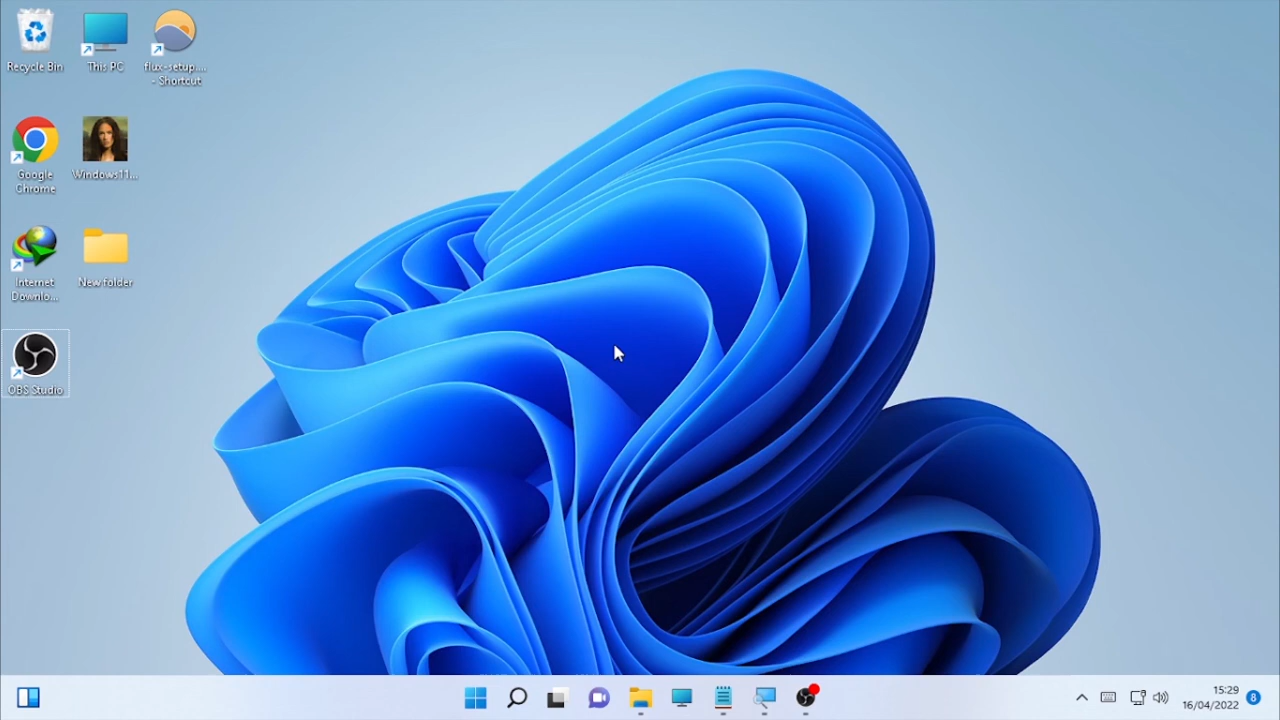 Recycle Bin
This PC
flux-setup....
- Shortcut
Google
Chrome
Windows11...
Internet
Downlo...
New folder
OBS Studio
15:29
16/04/2022
8